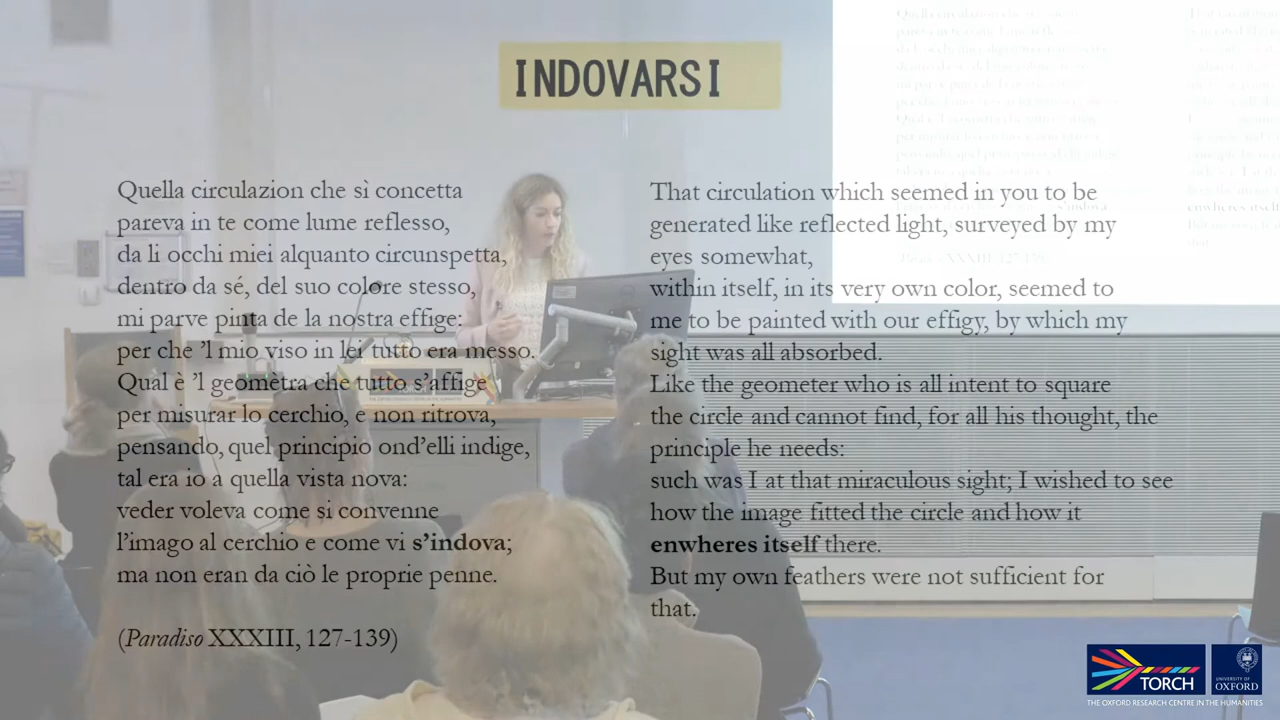 INDOVARSI
Quella circulazion che sì concetta
pareva in te come lume reflesso,
da li occhi miei alquanto circunspetta,
dentro da sé, del suo colore stesso,
mi parve pinta de la nostra effige:
per che ’l mio viso in lei tutto era messo.
Qual è ’l geomètra che tutto s’affige
per misurar lo cerchio, e non ritrova,
pensando, quel principio ond’elli indige,
tal era io a quella vista nova:
veder voleva come si convenne
l’imago al cerchio e come vi s’indova;
ma non eran da ciò le proprie penne.
(Paradiso XXXIII, 127-139)
That circulation which seemed in you to be
generated like reflected light, surveyed by my
eyes somewhat,
within itself, in its very own color, seemed to
me to be painted with our effigy, by which my
sight was all absorbed.
Like the geometer who is all intent to square
the circle and cannot find, for all his thought, the
principle he needs:
such was I at that miraculous sight; I wished to see
how the image fitted the circle and how it
enwheres itself there.
But my own feathers were not sufficient for
that.
TORCH
THE OXFORD RESEARCH CENTRE IN THE HUMANITIES
UNIVERSITY OF
OXFORD